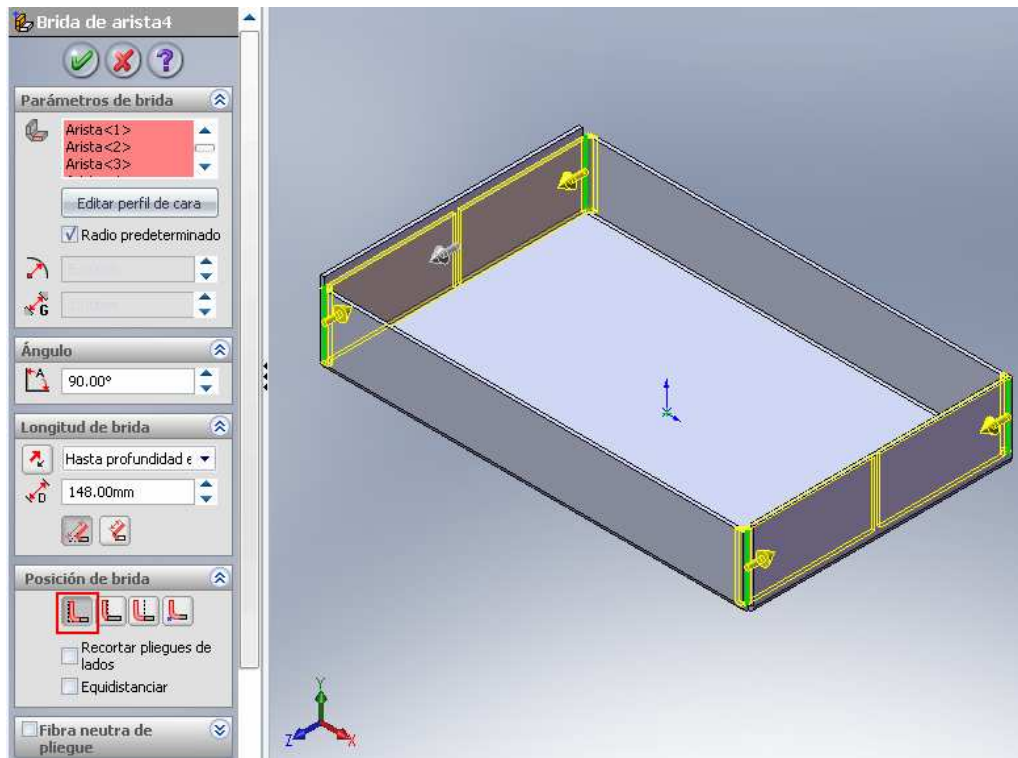 Brida de arista4
Parámetros de brida
Arista<1>
Arista<2>
Arista<3>
Editar perfil de cara
Radio predeterminado
G
Ángulo
A
90.00°
Longitud de brida
Hasta profundidad e
D
148.00mm
Posición de brida
Recortar pliegues de
lados
Equidistanciar
Fibra neutra de
pliegue
Y
Z
X